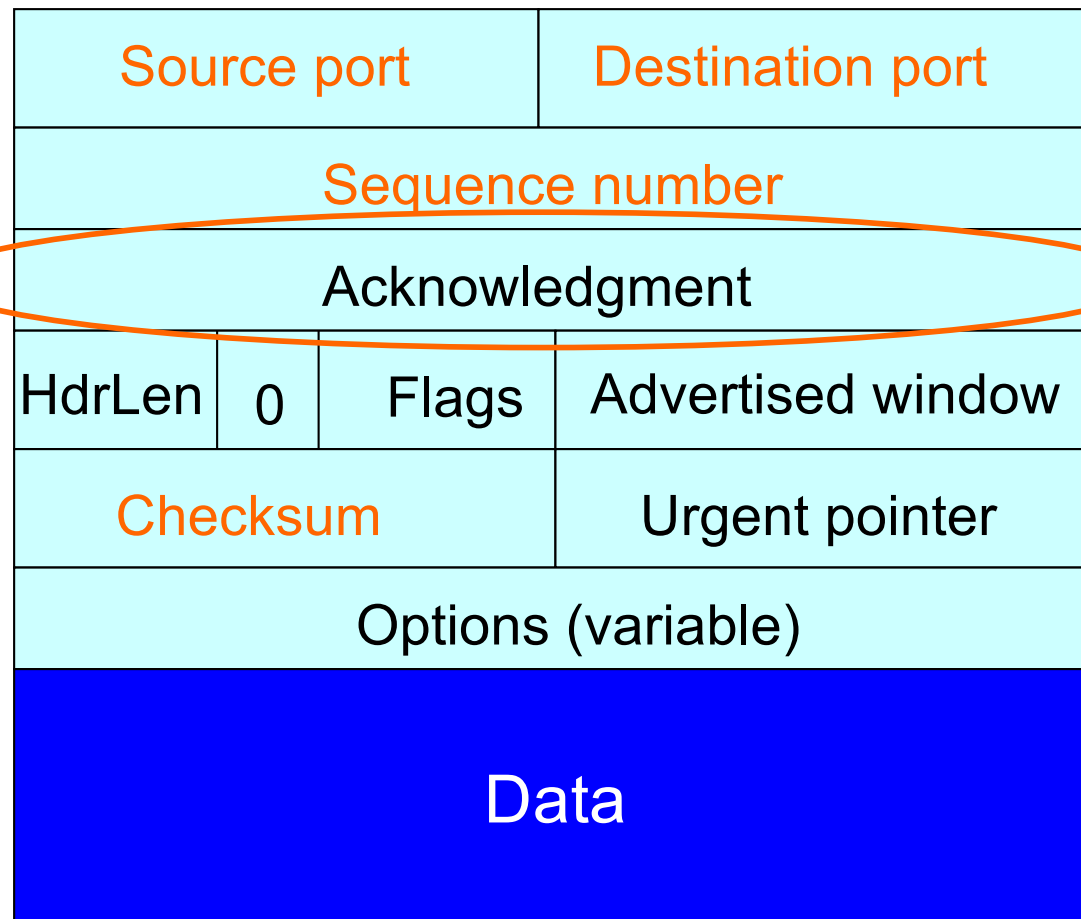 Source port Destination port
Sequence number
Acknowledgment
HdrLen 0 Flags Advertised window
Checksum Urgent pointer
Options (variable)
Data